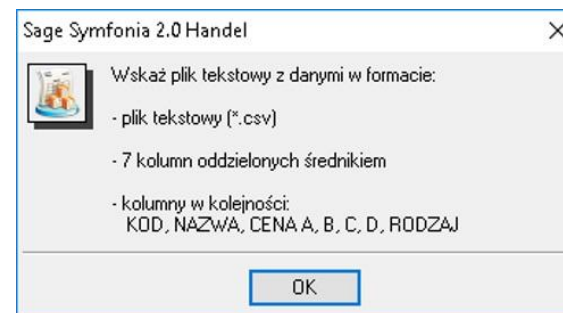 Sage Symfonia 2.0 Handel
Wskaż plik tekstowy z danymi w formacie:
- plik tekstowy (*.csv)
- 7 kolumn oddzielonych średnikiem
- kolumny w kolejności:
KOD, NAZWA, CENA A, B, C, D, RODZAJ
OK